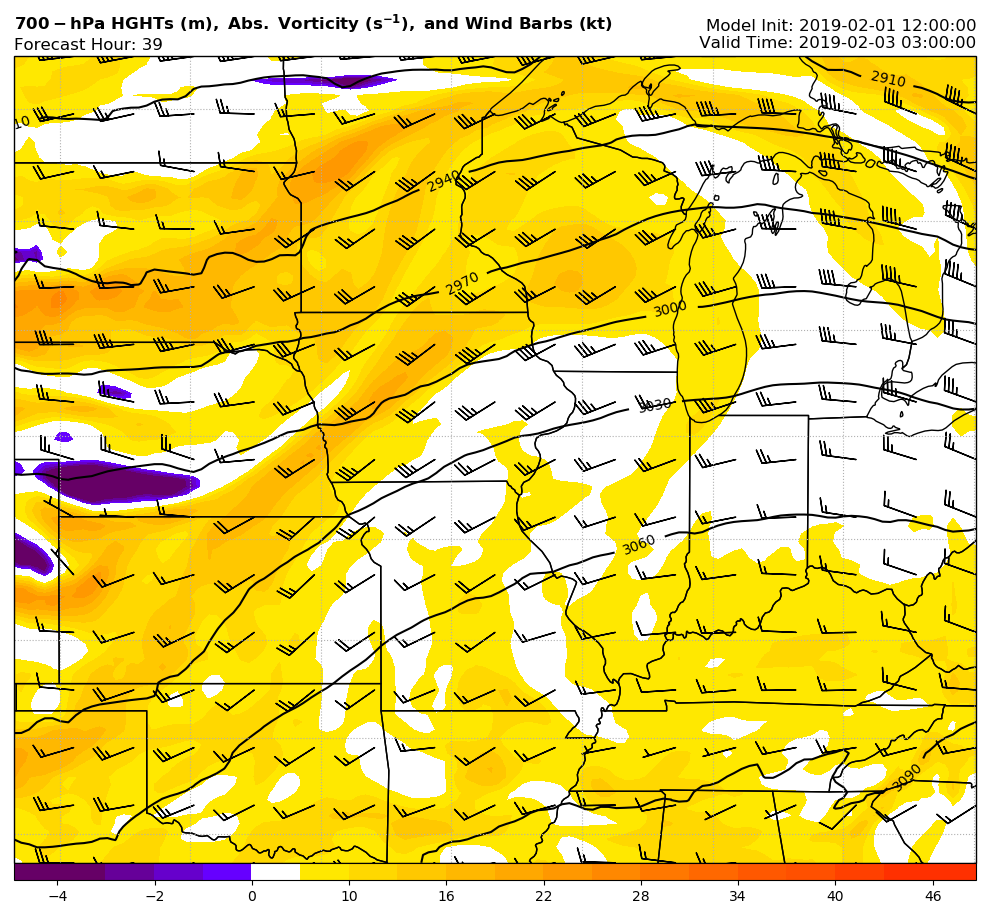 700−hPa HGHTs (m), Abs. Vorticity (s⁻¹), and Wind Barbs (kt)
Model Init: 2019-02-01 12:00:00
Forecast Hour: 39
Valid Time: 2019-02-03 03:00:00
2910
10
2940
2970
3000
3030
3060
3090
−4 −2 0 10 16 22 28 34 40 46